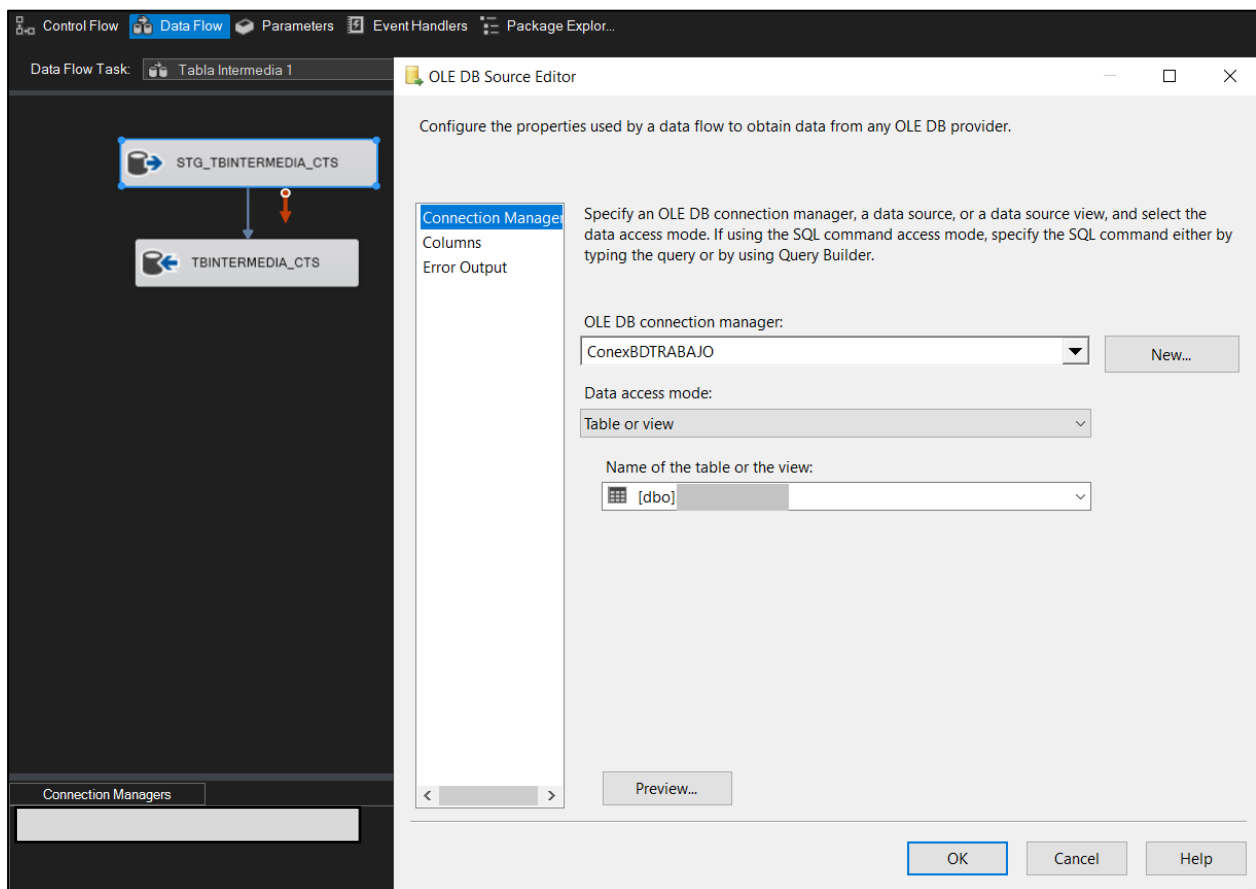 Control Flow Data Flow Parameters Event Handlers Package Explor...
Data Flow Task: Tabla Intermedia 1
STG_TBINTERMEDIA_CTS
TBINTERMEDIA_CTS
Connection Managers
OLE DB Source Editor
Configure the properties used by a data flow to obtain data from any OLE DB provider.
Connection Manager
Columns
Error Output
Specify an OLE DB connection manager, a data source, or a data source view, and select the
data access mode. If using the SQL command access mode, specify the SQL command either by
typing the query or by using Query Builder.
OLE DB connection manager:
ConexBDTRABAJO
New...
Data access mode:
Table or view
Name of the table or the view:
[dbo]
Preview...
OK Cancel Help